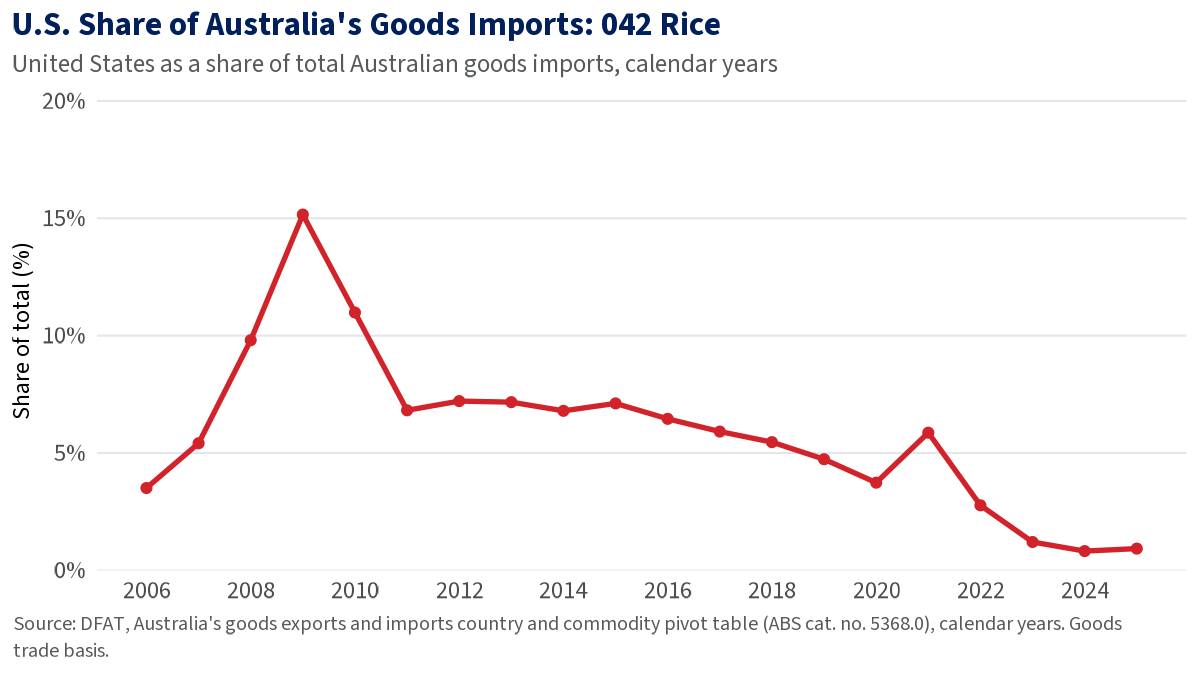 U.S. Share of Australia's Goods Imports: 042 Rice
United States as a share of total Australian goods imports, calendar years
Share of total (%)
20%
15%
10%
5%
0%
2006 2008 2010 2012 2014 2016 2018 2020 2022 2024
Source: DFAT, Australia's goods exports and imports country and commodity pivot table (ABS cat. no. 5368.0), calendar years. Goods
trade basis.